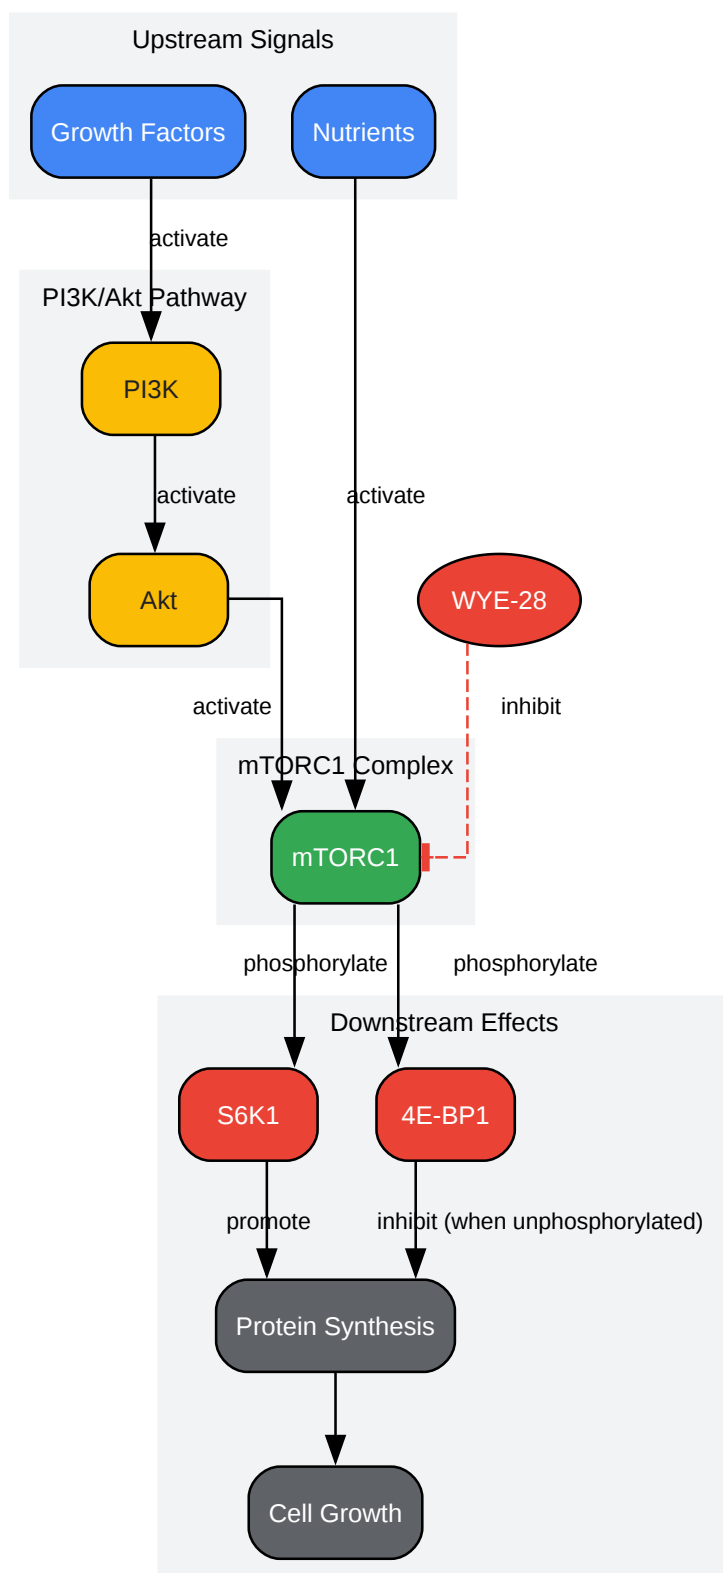 Upstream Signals
Growth Factors
Nutrients
activate
PI3K/Akt Pathway
PI3K
activate
activate
Akt
WYE-28
activate
inhibit
mTORC1 Complex
mTORC1
phosphorylate
phosphorylate
Downstream Effects
S6K1
4E-BP1
promote
inhibit (when unphosphorylated)
Protein Synthesis
Cell Growth